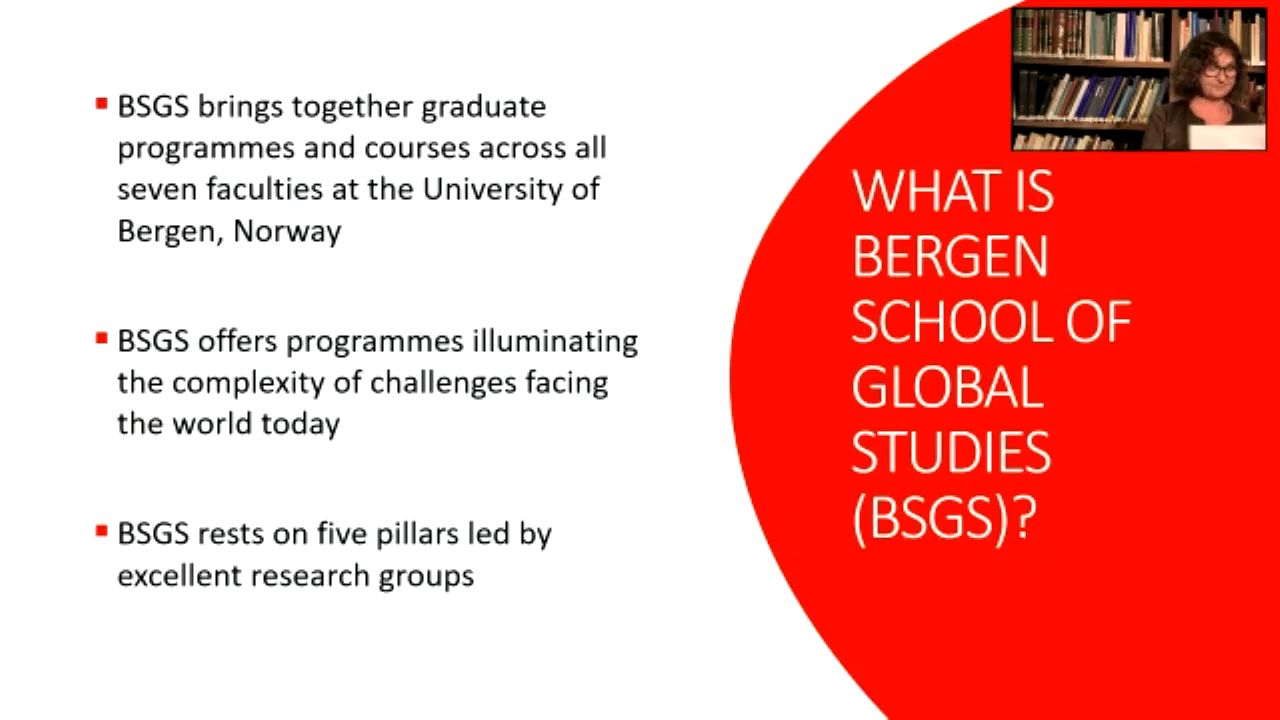 BSGS brings together graduate
programmes and courses across all
seven faculties at the University of
Bergen, Norway
BSGS offers programmes illuminating
the complexity of challenges facing
the world today
BSGS rests on five pillars led by
excellent research groups
WHAT IS
BERGEN
SCHOOL OF
GLOBAL
STUDIES
(BSGS)?